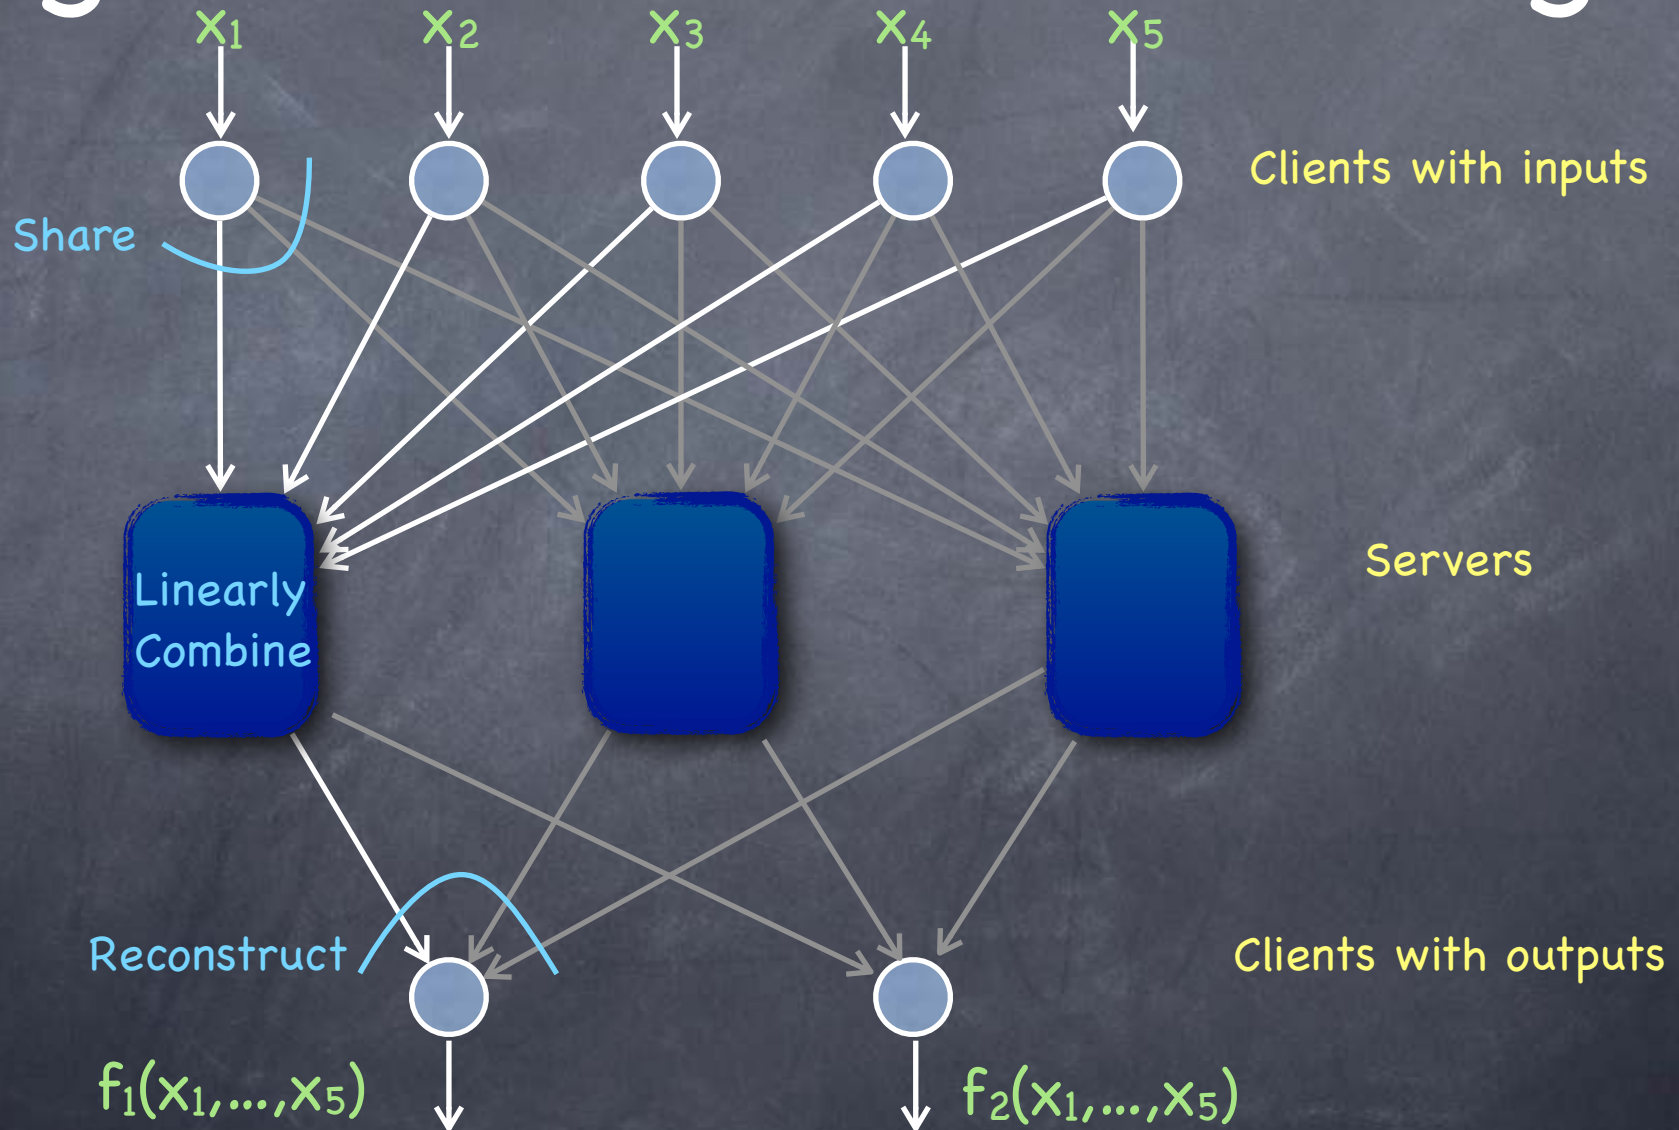 x₁ x₂ x₃ x₄ x₅
Clients with inputs
Share
Servers
Linearly
Combine
Reconstruct
Clients with outputs
f₁(x₁,...,x₅)
f₂(x₁,...,x₅)